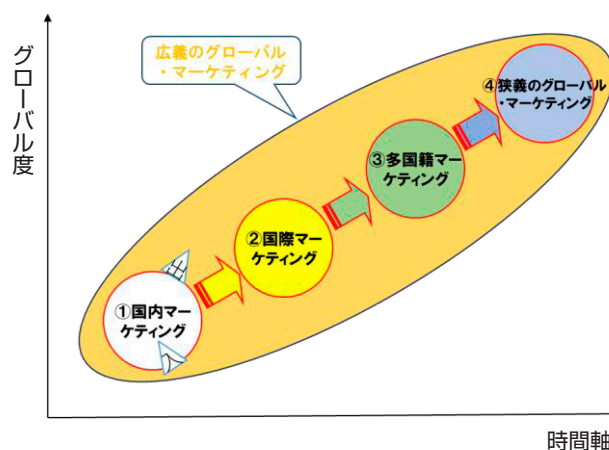 グローバル度
広義のグローバル
・マーケティング
④狭義のグローバル
・マーケティング
③多国籍マー
ケティング
②国際マー
ケティング
出
①国内マー
ケティング
入
時間軸